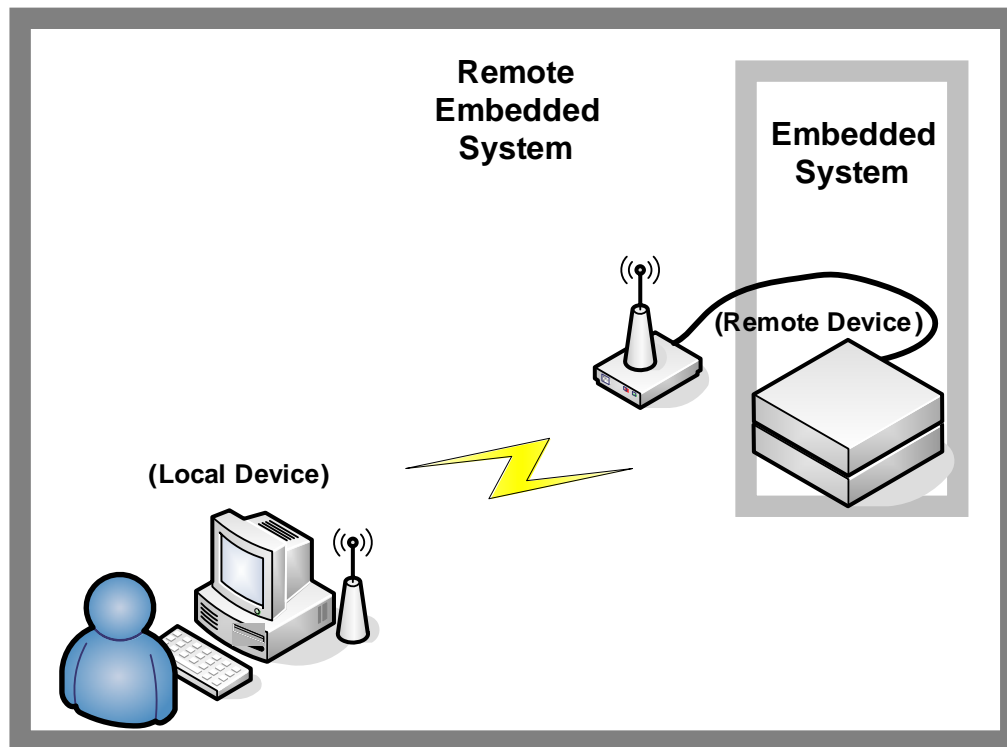 Remote
Embedded
System
Embedded
System
(Remote Device)
(Local Device)